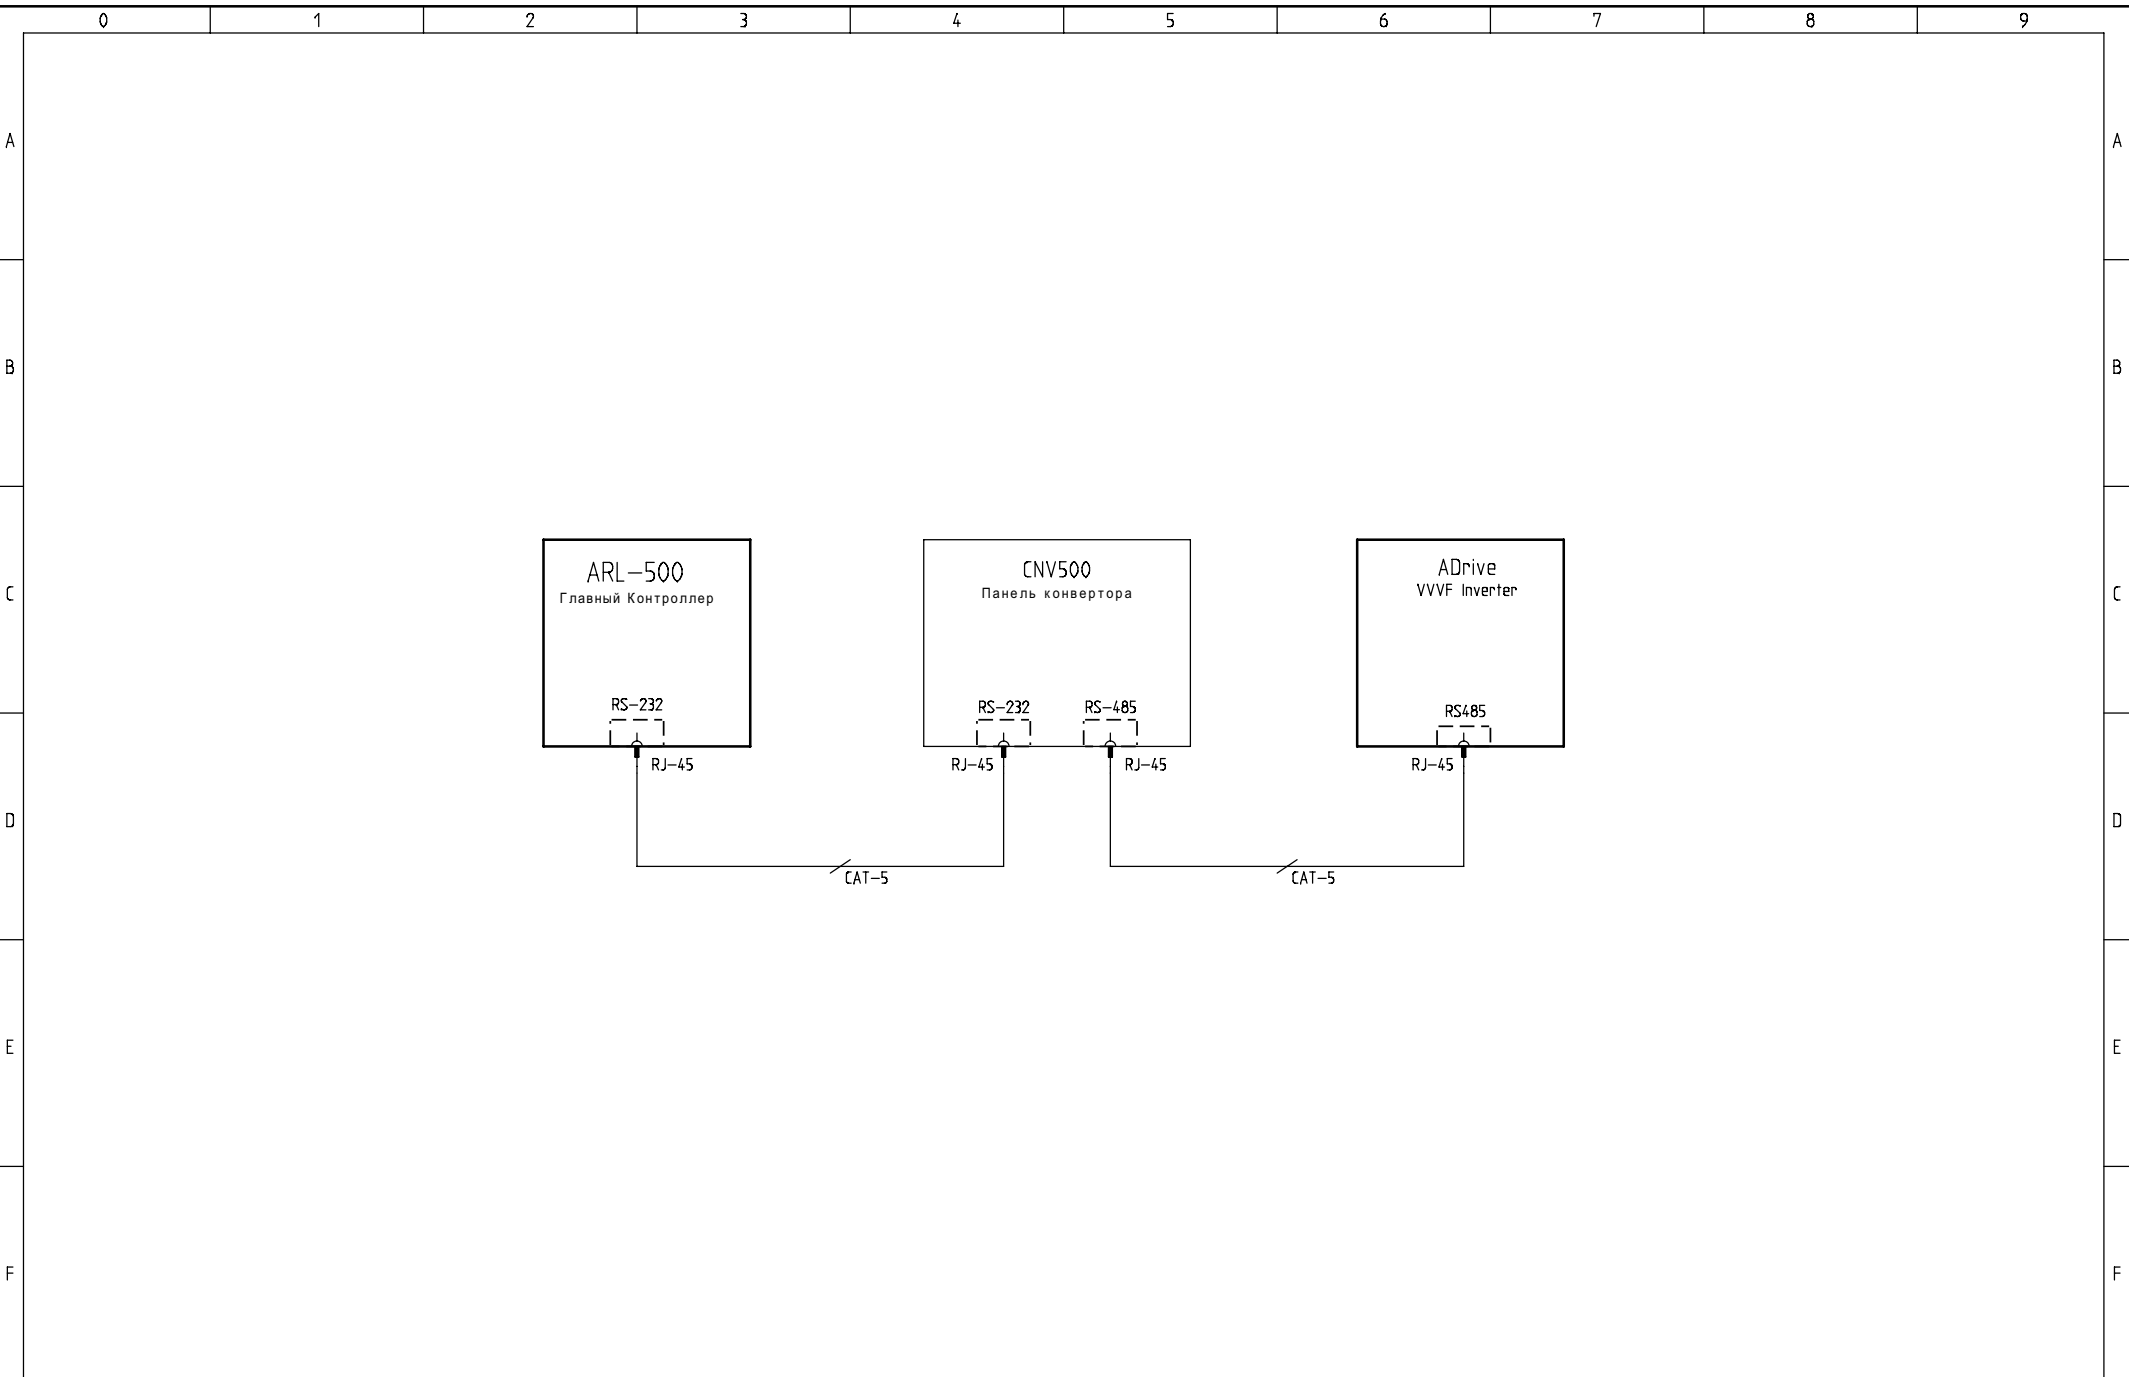 0 1 2 3 4 5 6 7 8 9
A A
B B
ARL-500 CNV500 ADrive
Главный Контроллер Панель конвертора VVVF Inverter
C C
RS-232 RS-232 RS-485 RS485
RJ-45 RJ-45 RJ-45 RJ-45
D D
CAT-5 CAT-5
E E
F F